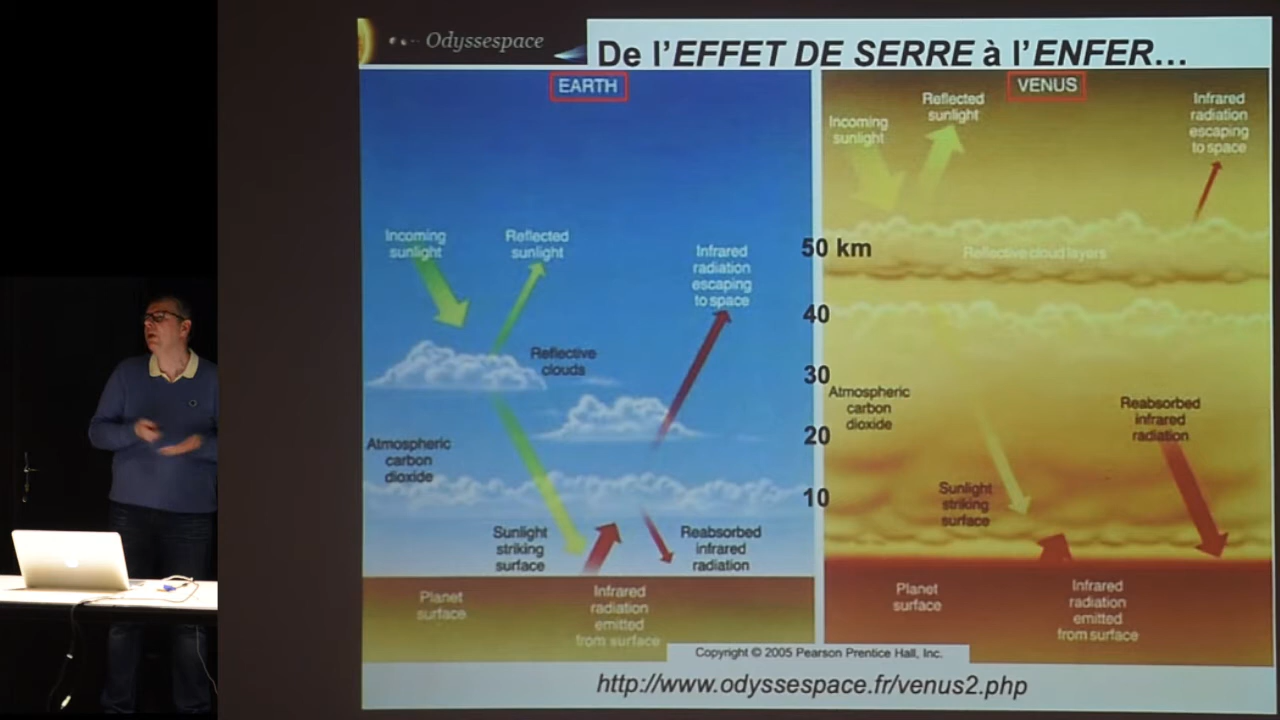 Odyssespace
De l'EFFET DE SERRE à l'ENFER...
EARTH
Incoming
sunlight
Reflected
sunlight
Infrared
radiation
escaping
to space
Reflective
clouds
Atmospheric
carbon
dioxide
Sunlight
striking
surface
Reabsorbed
infrared
radiation
Planet
surface
Infrared
radiation
emitted
from surface
50 km
40
30
20
10
VENUS
Incoming
sunlight
Reflected
sunlight
Infrared
radiation
escaping
to space
Reflective cloud layers
Atmospheric
carbon
dioxide
Reabsorbed
infrared
radiation
Sunlight
striking
surface
Planet
surface
Infrared
radiation
emitted
from surface
Copyright © 2005 Pearson Prentice Hall, Inc.
http://www.odyssespace.fr/venus2.php